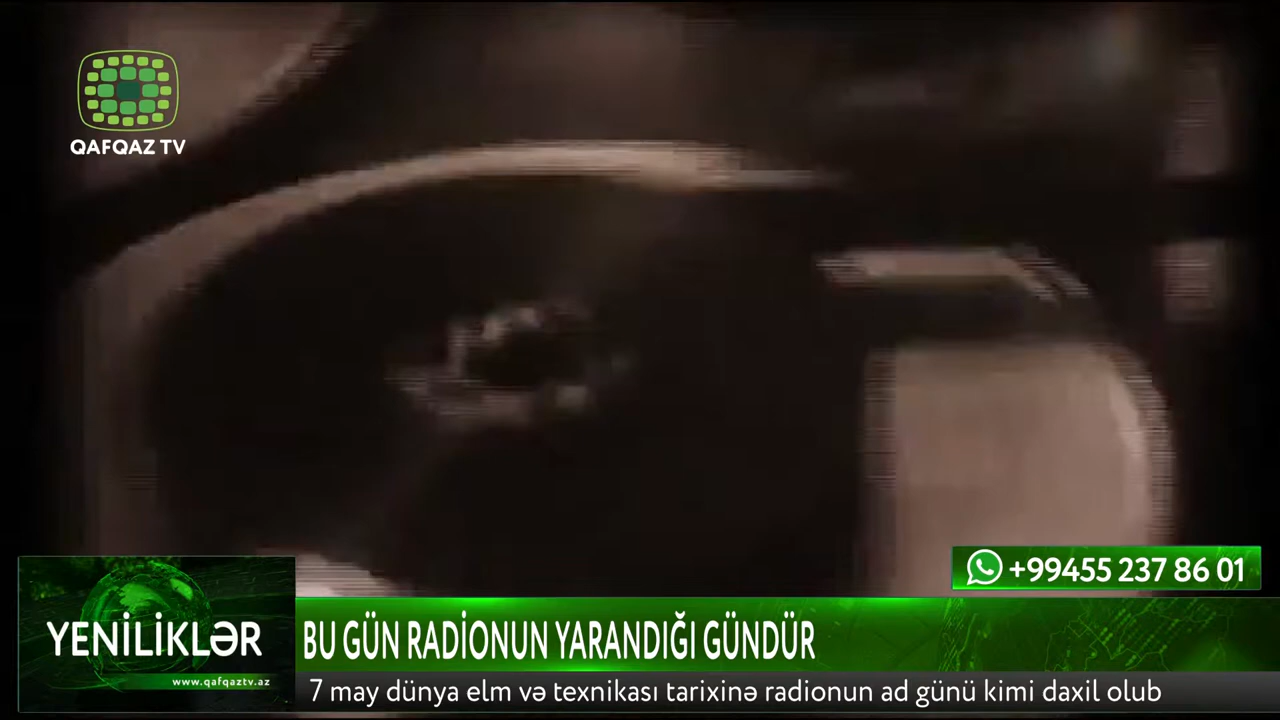 QAFQAZ TV
+99455 237 86 01
YENİLİKLƏR
www.qafqaztv.az
BU GÜN RADİONUN YARANDIĞI GÜNDÜR
7 may dünya elm və texnikası tarixinə radionun ad günü kimi daxil olub